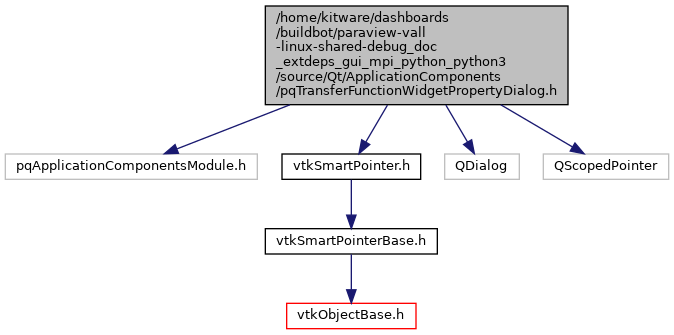 /home/kitware/dashboards
/buildbot/paraview-vall
-linux-shared-debug_doc
_extdeps_gui_mpi_python_python3
/source/Qt/ApplicationComponents
/pqTransferFunctionWidgetPropertyDialog.h
pqApplicationComponentsModule.h
vtkSmartPointer.h
QDialog
QScopedPointer
vtkSmartPointerBase.h
vtkObjectBase.h